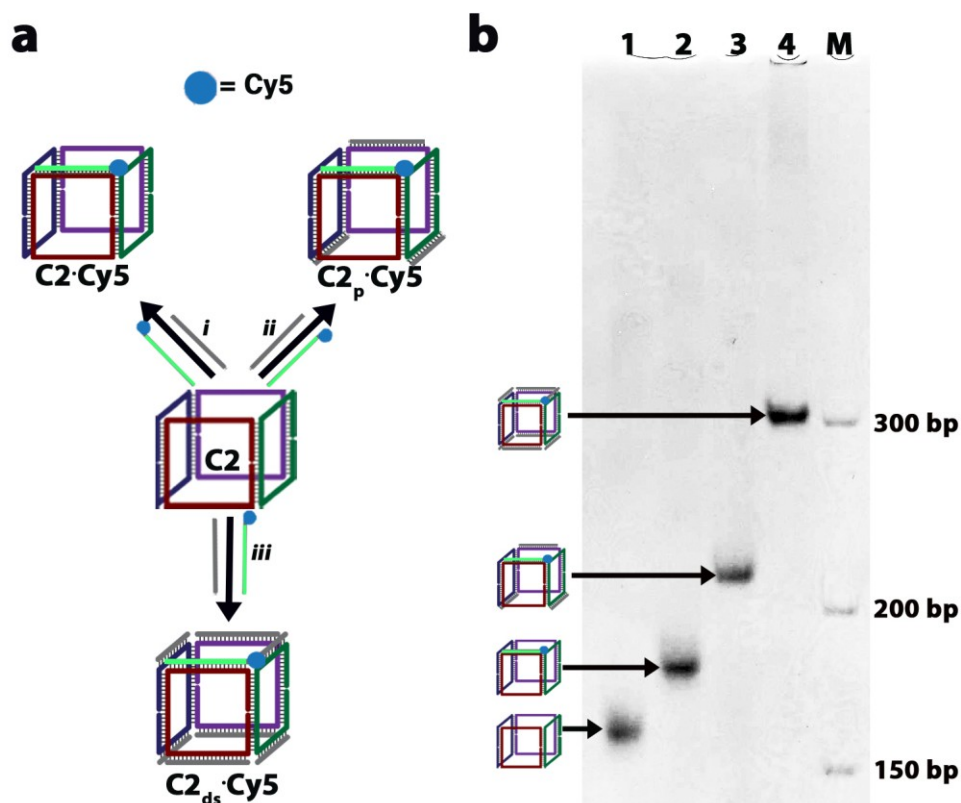 a
= Cy5
C2·Cy5
C2p·Cy5
i
ii
C2
iii
C2ds·Cy5
b
1 2 3 4 M
300 bp
200 bp
150 bp